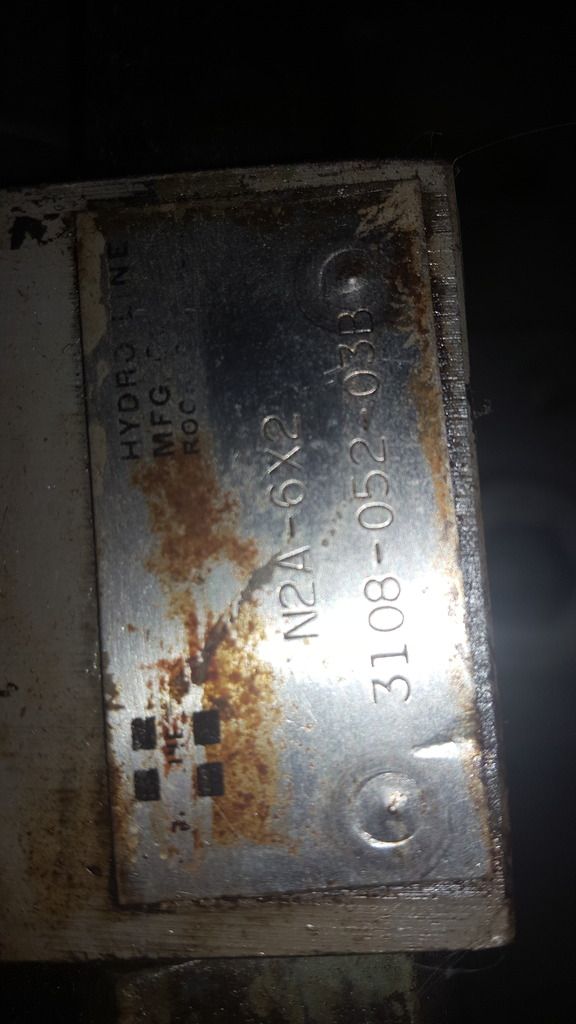 HYDRO LINE
MFG
ROC
N2A-6X2
3108-052-03B